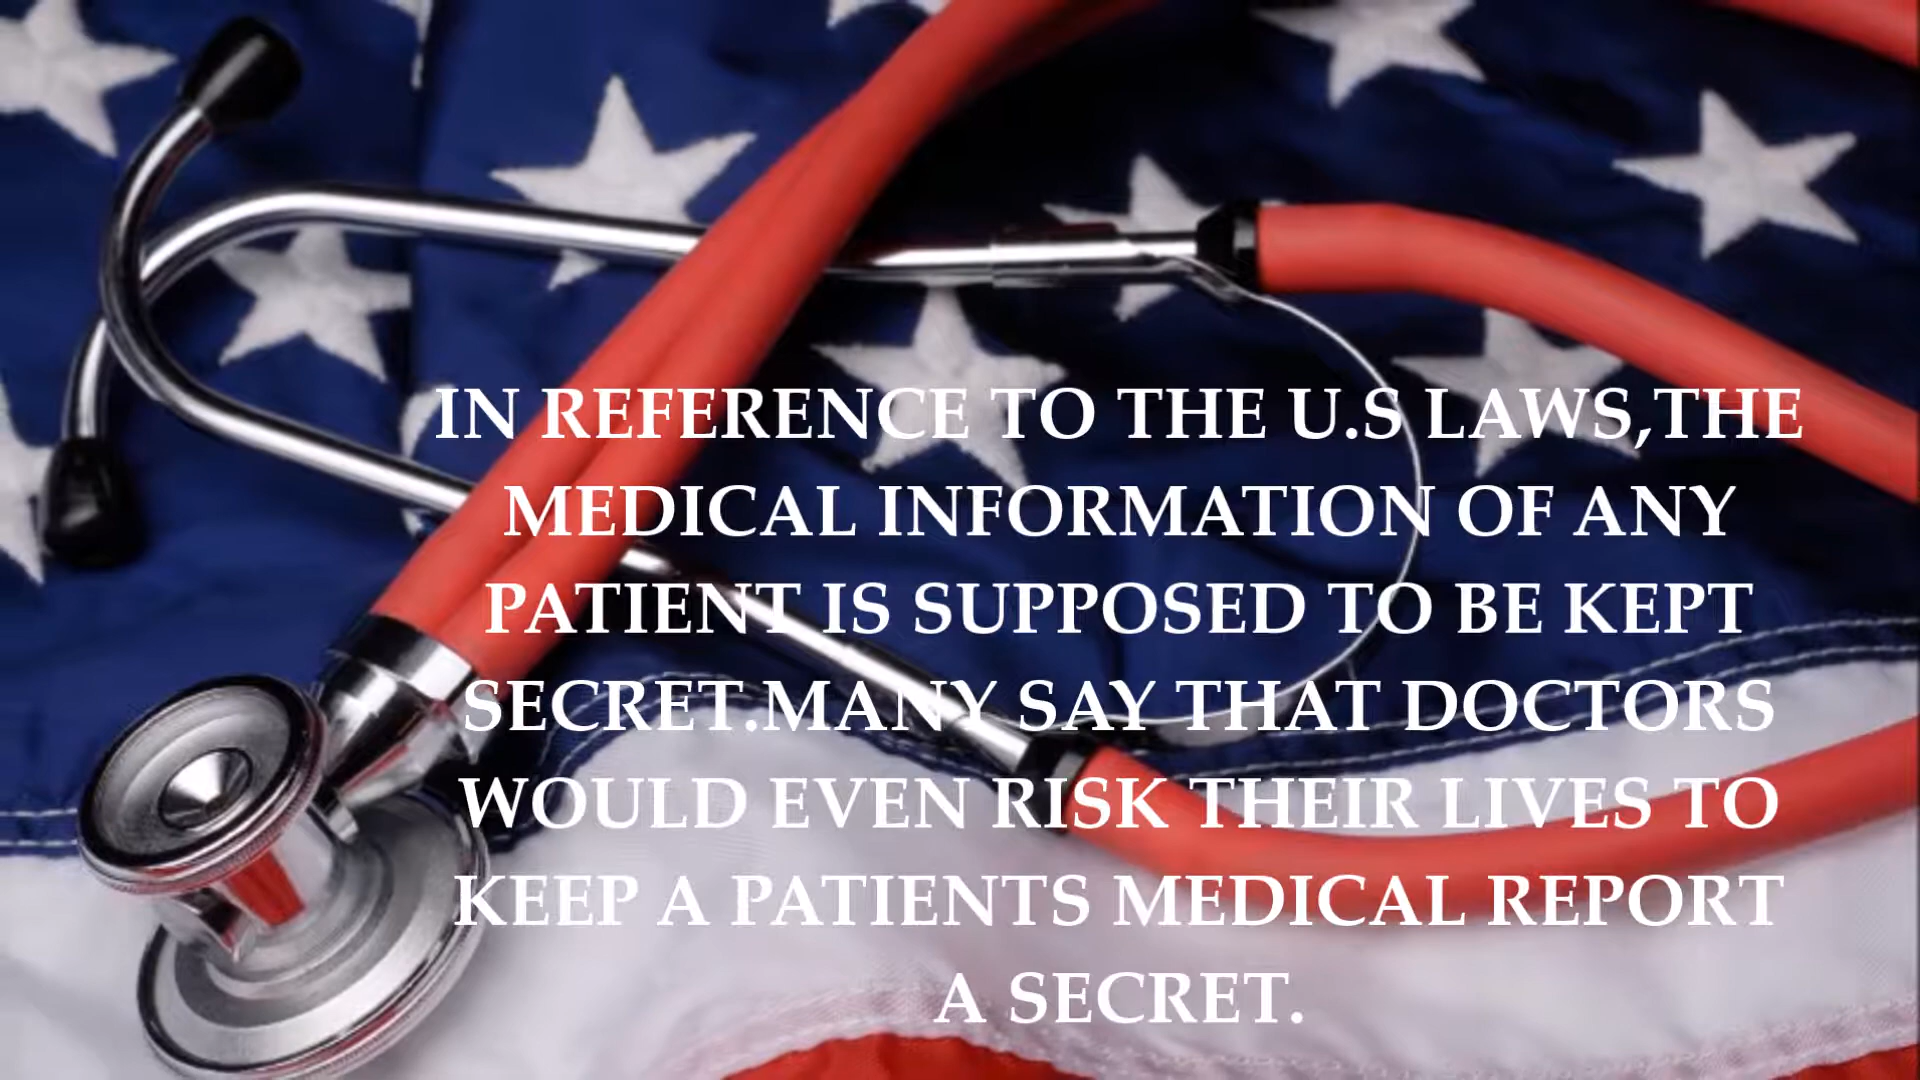 IN REFERENCE TO THE U.S LAWS,THE
MEDICAL INFORMATION OF ANY
PATIENT IS SUPPOSED TO BE KEPT
SECRET.MANY SAY THAT DOCTORS
WOULD EVEN RISK THEIR LIVES TO
KEEP A PATIENTS MEDICAL REPORT
A SECRET.